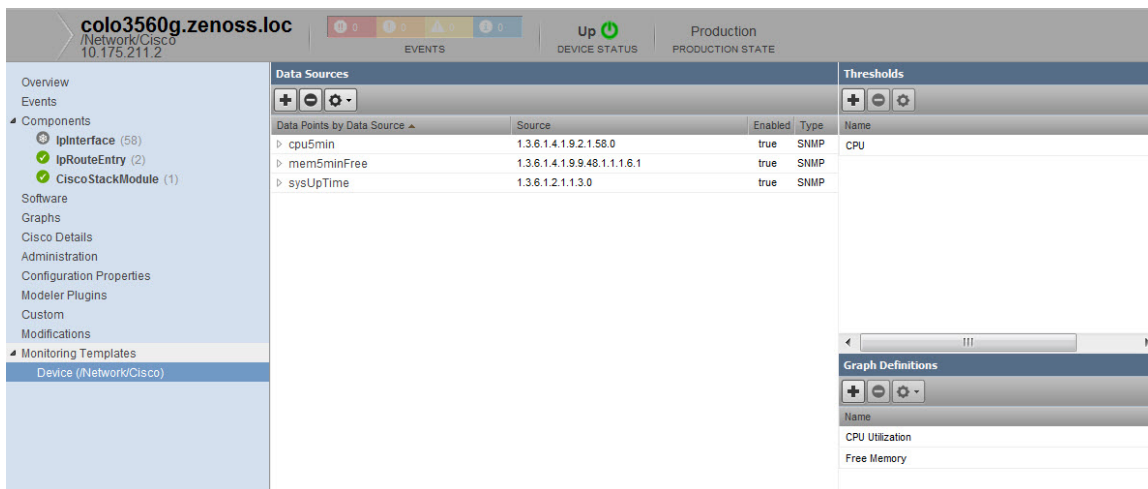 colo3560g.zenoss.loc
/Network/Cisco
10.175.211.2
0 0 0 0
EVENTS
Up
DEVICE STATUS
Production
PRODUCTION STATE
Overview
Events
Components
IpInterface (58)
IpRouteEntry (2)
CiscoStackModule (1)
Software
Graphs
Cisco Details
Administration
Configuration Properties
Modeler Plugins
Custom
Modifications
Monitoring Templates
Device (/Network/Cisco)
Data Sources
Data Points by Data Source Source Enabled Type
cpu5min 1.3.6.1.4.1.9.2.1.58.0 true SNMP
mem5minFree 1.3.6.1.4.1.9.9.48.1.1.1.6.1 true SNMP
sysUpTime 1.3.6.1.2.1.1.3.0 true SNMP
Thresholds
Name
CPU
Graph Definitions
Name
CPU Utilization
Free Memory